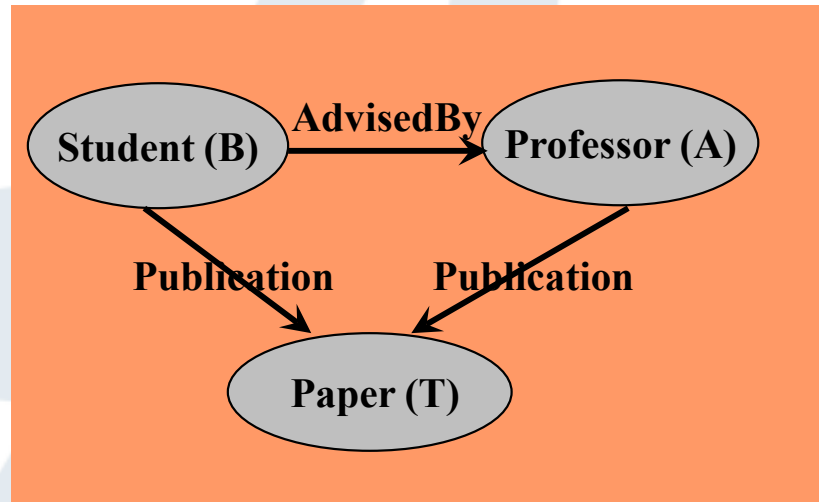 AdvisedBy
Student (B)
Professor (A)
Publication
Publication
Paper (T)